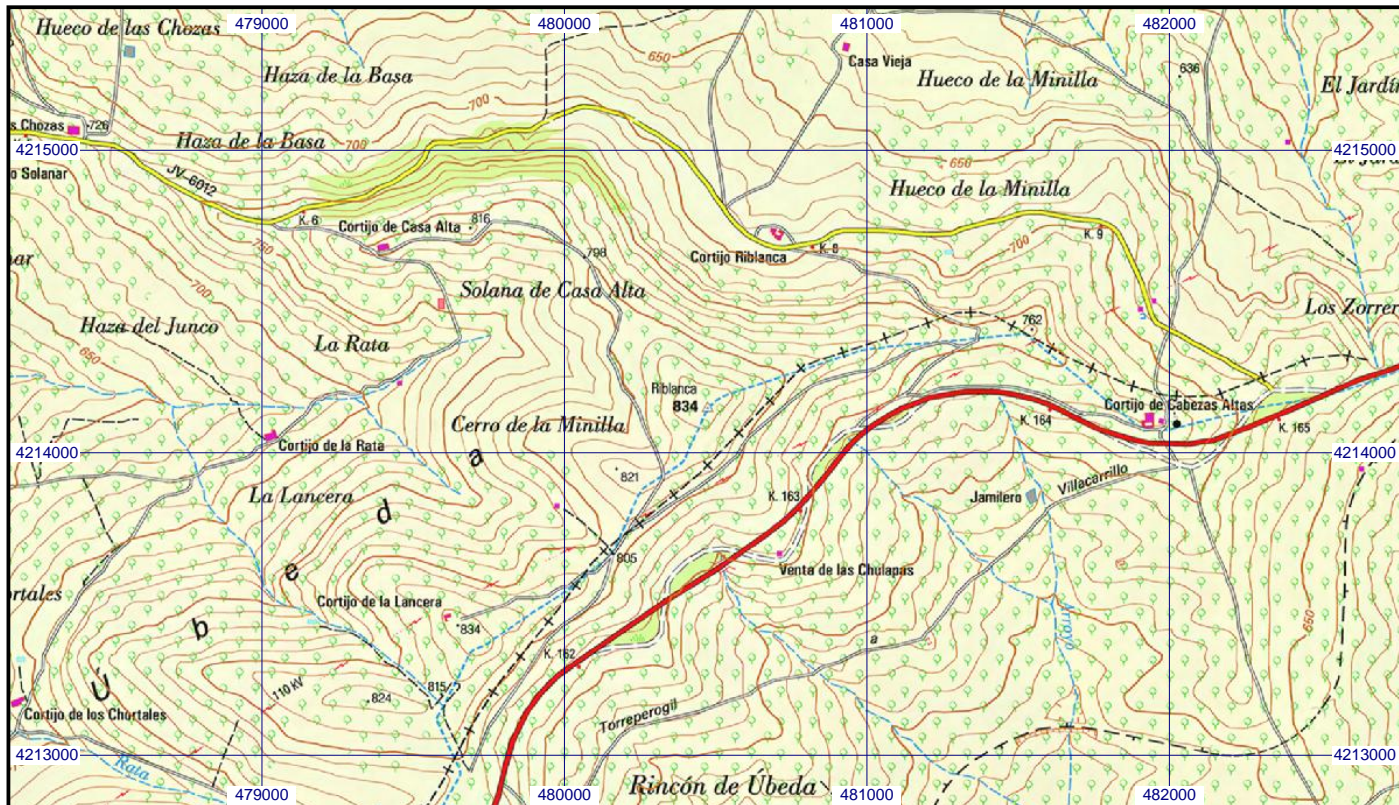 479000
480000
481000
482000
Hueco de las Chozas
Casa Vieja
650
636
Haza de la Basa
Hueco de la Minilla
El Jardín
700
s Chozas
726
Haza de la Basa
700
4215000
4215000
650
o Solanar
JV-6012
Hueco de la Minilla
K. 6
Cortijo de Casa Alta
816
K. 8
K. 9
750
798
Cortijo Riblanca
700
nar
700
Solana de Casa Alta
Los Zorrer
Haza del Junco
762
La Rata
650
Riblanca
834
Cortijo de Cabezas Altas
Cerro de la Minilla
K. 164
K. 165
Cortijo de la Rata
4214000
4214000
a
821
Villacarrillo
La Lancera
K. 163
Jamilero
d
805
e
Venta de las Chulapas
rtales
Cortijo de la Lancera
834
Arroyo
650
b
a
K. 162
Ú
110 kV
815
824
Cortijo de los Chortales
Torreperogil
4213000
4213000
Rata
Rincón de Úbeda
479000
480000
481000
482000